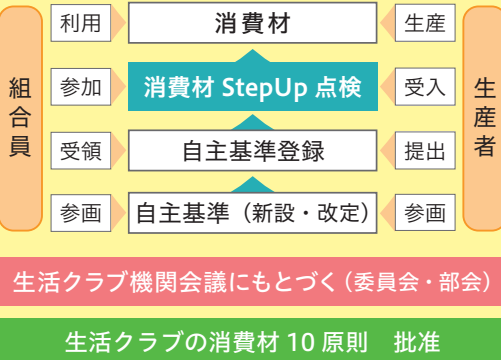 利用 消費材 生産
組合員 参加 消費材 StepUp 点検 受入 生産者
受領 自主基準登録 提出
参画 自主基準（新設・改定） 参画
生活クラブ機関会議にもとづく（委員会・部会）
生活クラブの消費材 10 原則　批准